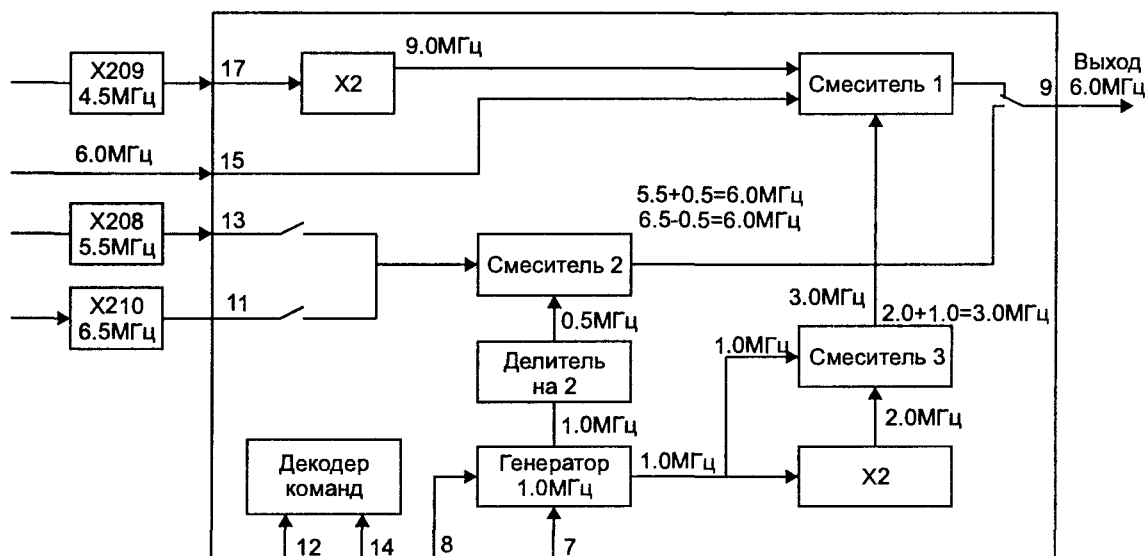 X209
4.5МГц
17
X2
9.0МГц
Смеситель 1
9
Выход
6.0МГц
6.0МГц
15
X208
5.5МГц
13
5.5+0.5=6.0МГц
6.5-0.5=6.0МГц
Смеситель 2
X210
6.5МГц
11
0.5МГц
3.0МГц
2.0+1.0=3.0МГц
1.0МГц
Смеситель 3
Делитель
на 2
1.0МГц
2.0МГц
Декодер
команд
Генератор
1.0МГц
1.0МГц
X2
12
14
8
7